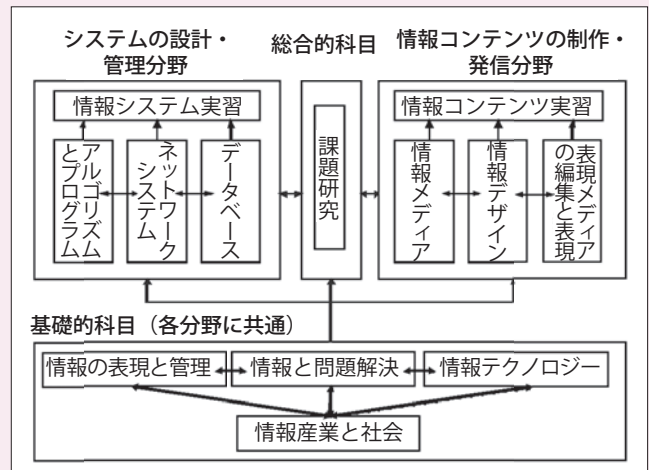 システムの設計・
管理分野
情報システム実習
アルゴリズム
とプログラム
ネットワーク
システム
データベース
総合的科目
課題研究
情報コンテンツの制作・
発信分野
情報コンテンツ実習
情報メディア
情報デザイン
表現メディア
の編集と表現
基礎的科目（各分野に共通）
情報の表現と管理
情報と問題解決
情報テクノロジー
情報産業と社会